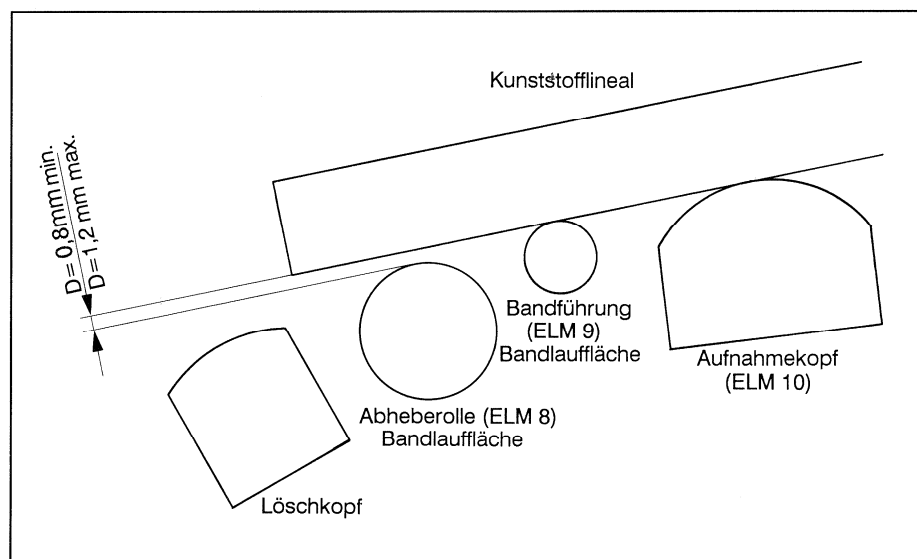 Kunststofflineal
D= 0,8mm min.
D= 1,2 mm max.
Bandführung
(ELM 9)
Bandlauffläche
Aufnahmekopf
(ELM 10)
Abheberolle (ELM 8)
Bandlauffläche
Löschkopf